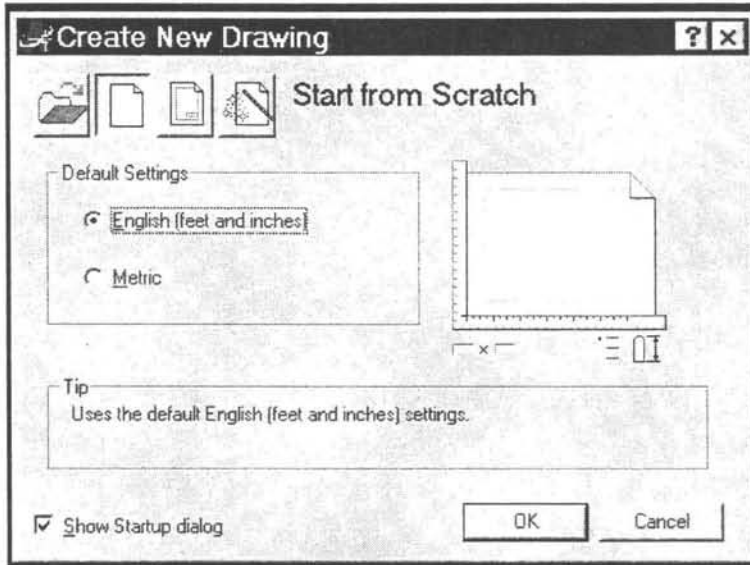 Create New Drawing
Start from Scratch
Default Settings
English (feet and inches)
Metric
Tip
Uses the default English (feet and inches) settings.
Show Startup dialog
OK
Cancel